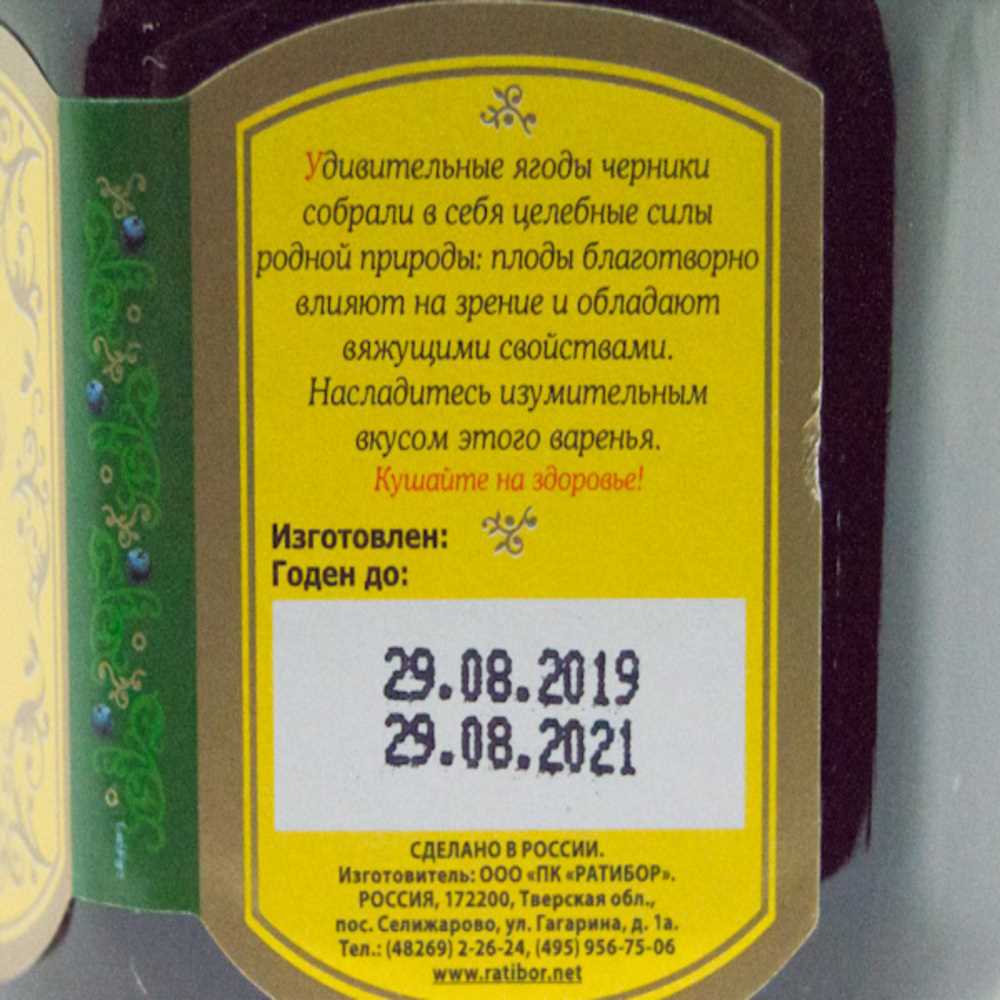 Удивительные ягоды черники
собрали в себя целебные силы
родной природы: плоды благотворно
влияют на зрение и обладают
вяжущими свойствами.
Насладитесь изумительным
вкусом этого варенья.
Кушайте на здоровье!
Изготовлен:
Годен до:
29.08.2019
29.08.2021
СДЕЛАНО В РОССИИ.
Изготовитель: ООО «ПК «РАТИБОР».
РОССИЯ, 172200, Тверская обл.,
пос. Селижарово, ул. Гагарина, д. 1а.
Тел.: (48269) 2-26-24, (495) 956-75-06
www.ratibor.net